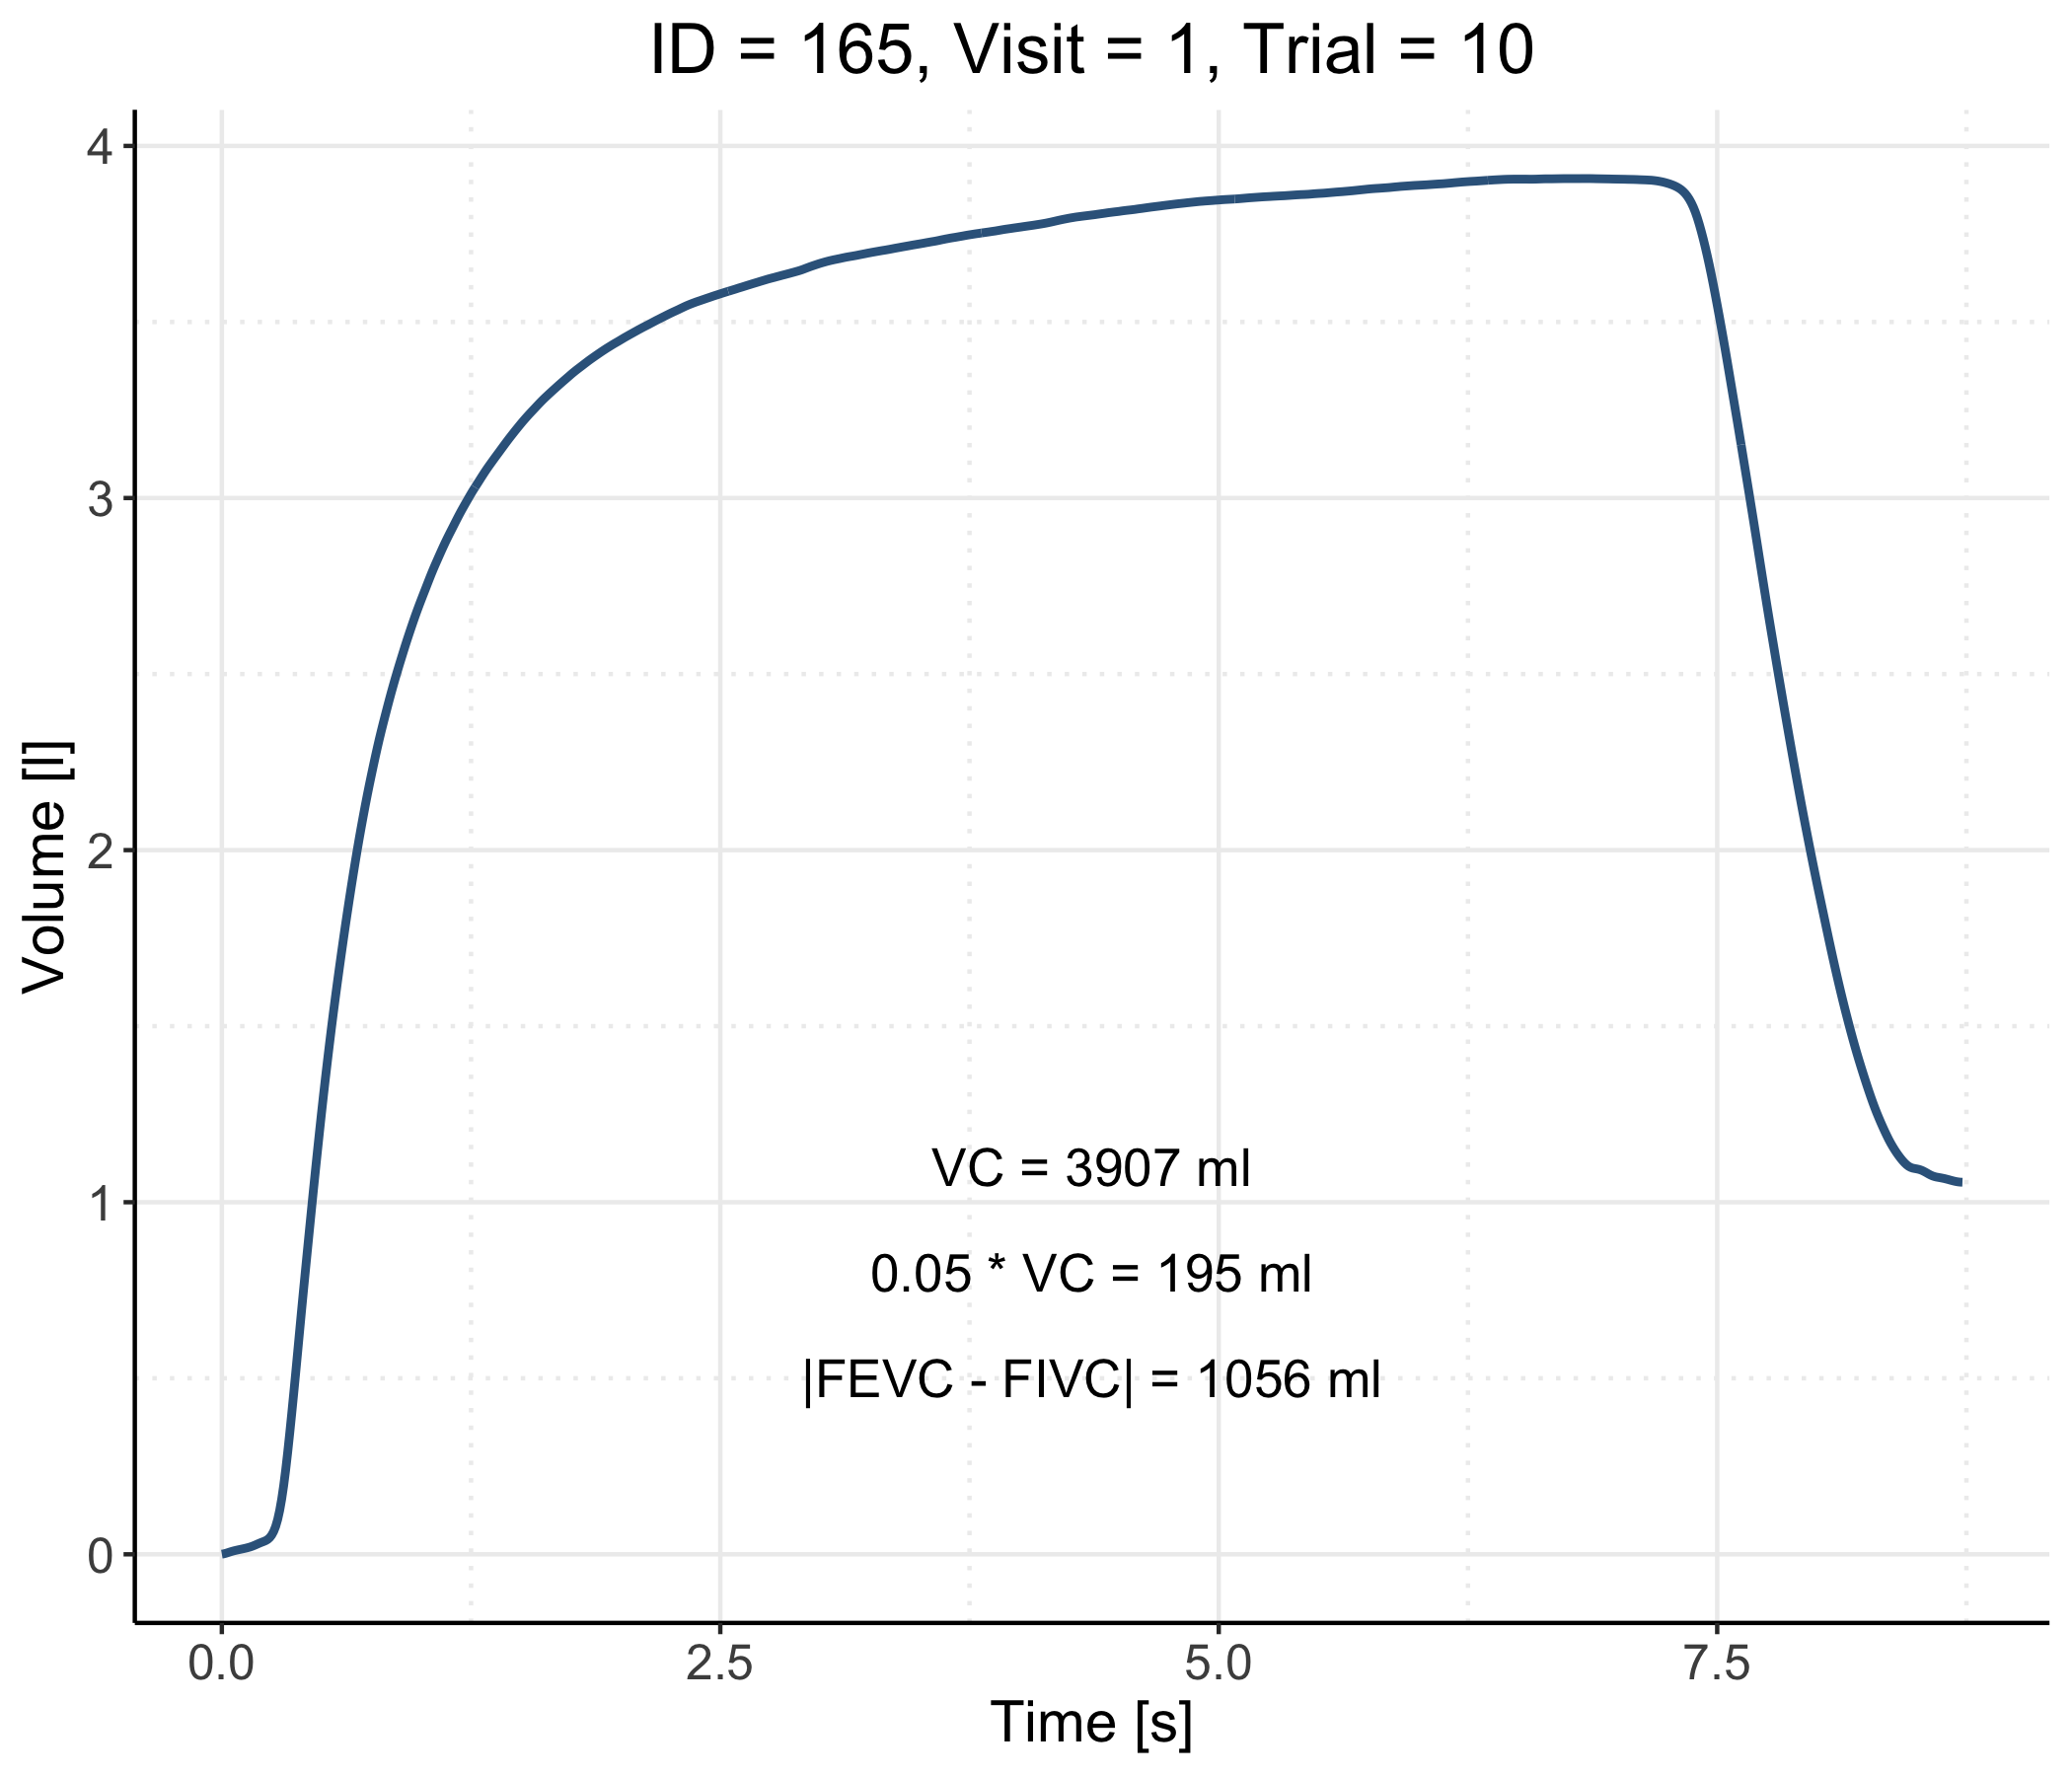 ID = 165, Visit = 1, Trial = 10
4
3
2
1
0
Volume [l]
VC = 3907 ml
0.05 * VC = 195 ml
|FEVC - FIVC| = 1056 ml
0.0 2.5 5.0 7.5
Time [s]